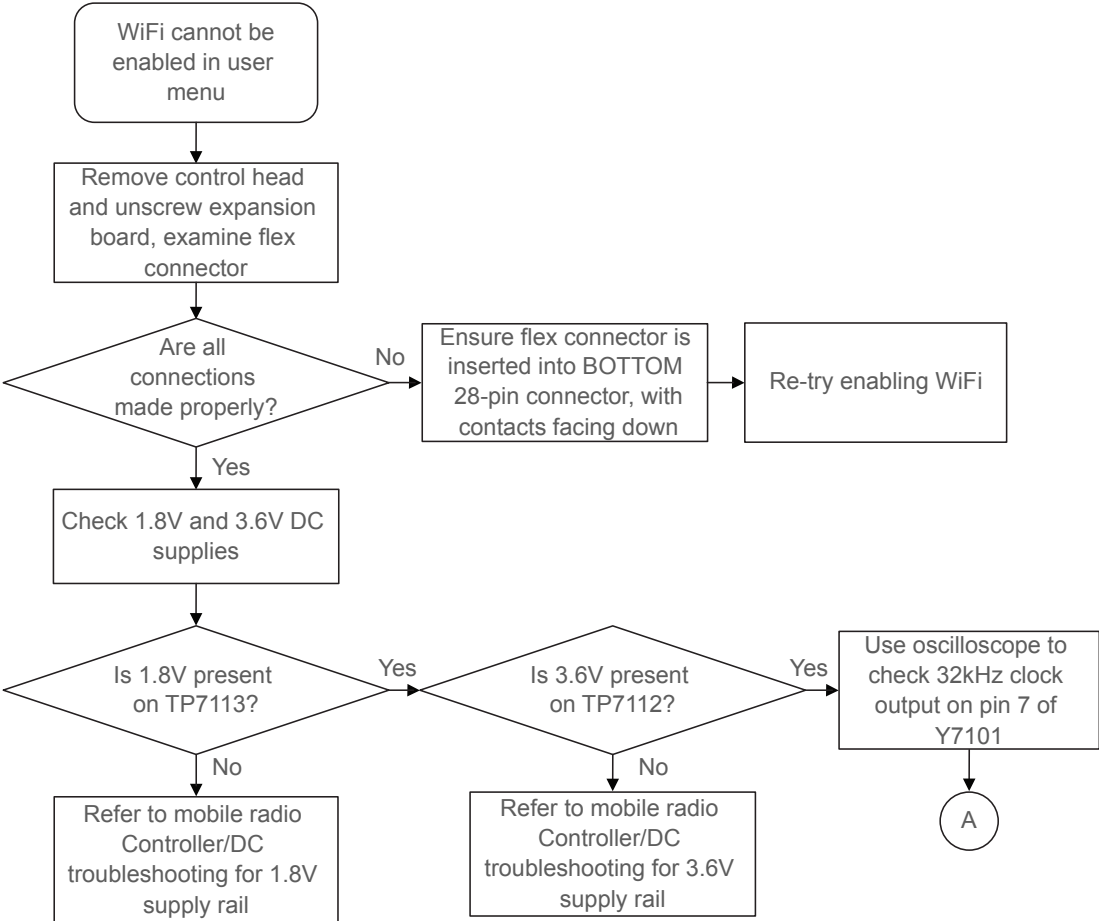 WiFi cannot be
enabled in user
menu
Remove control head
and unscrew expansion
board, examine flex
connector
Are all
connections
made properly?
No
Ensure flex connector is
inserted into BOTTOM
28-pin connector, with
contacts facing down
Re-try enabling WiFi
Yes
Check 1.8V and 3.6V DC
supplies
Is 1.8V present
on TP7113?
Yes
Is 3.6V present
on TP7112?
Yes
Use oscilloscope to
check 32kHz clock
output on pin 7 of
Y7101
No
Refer to mobile radio
Controller/DC
troubleshooting for 1.8V
supply rail
No
Refer to mobile radio
Controller/DC
troubleshooting for 3.6V
supply rail
A